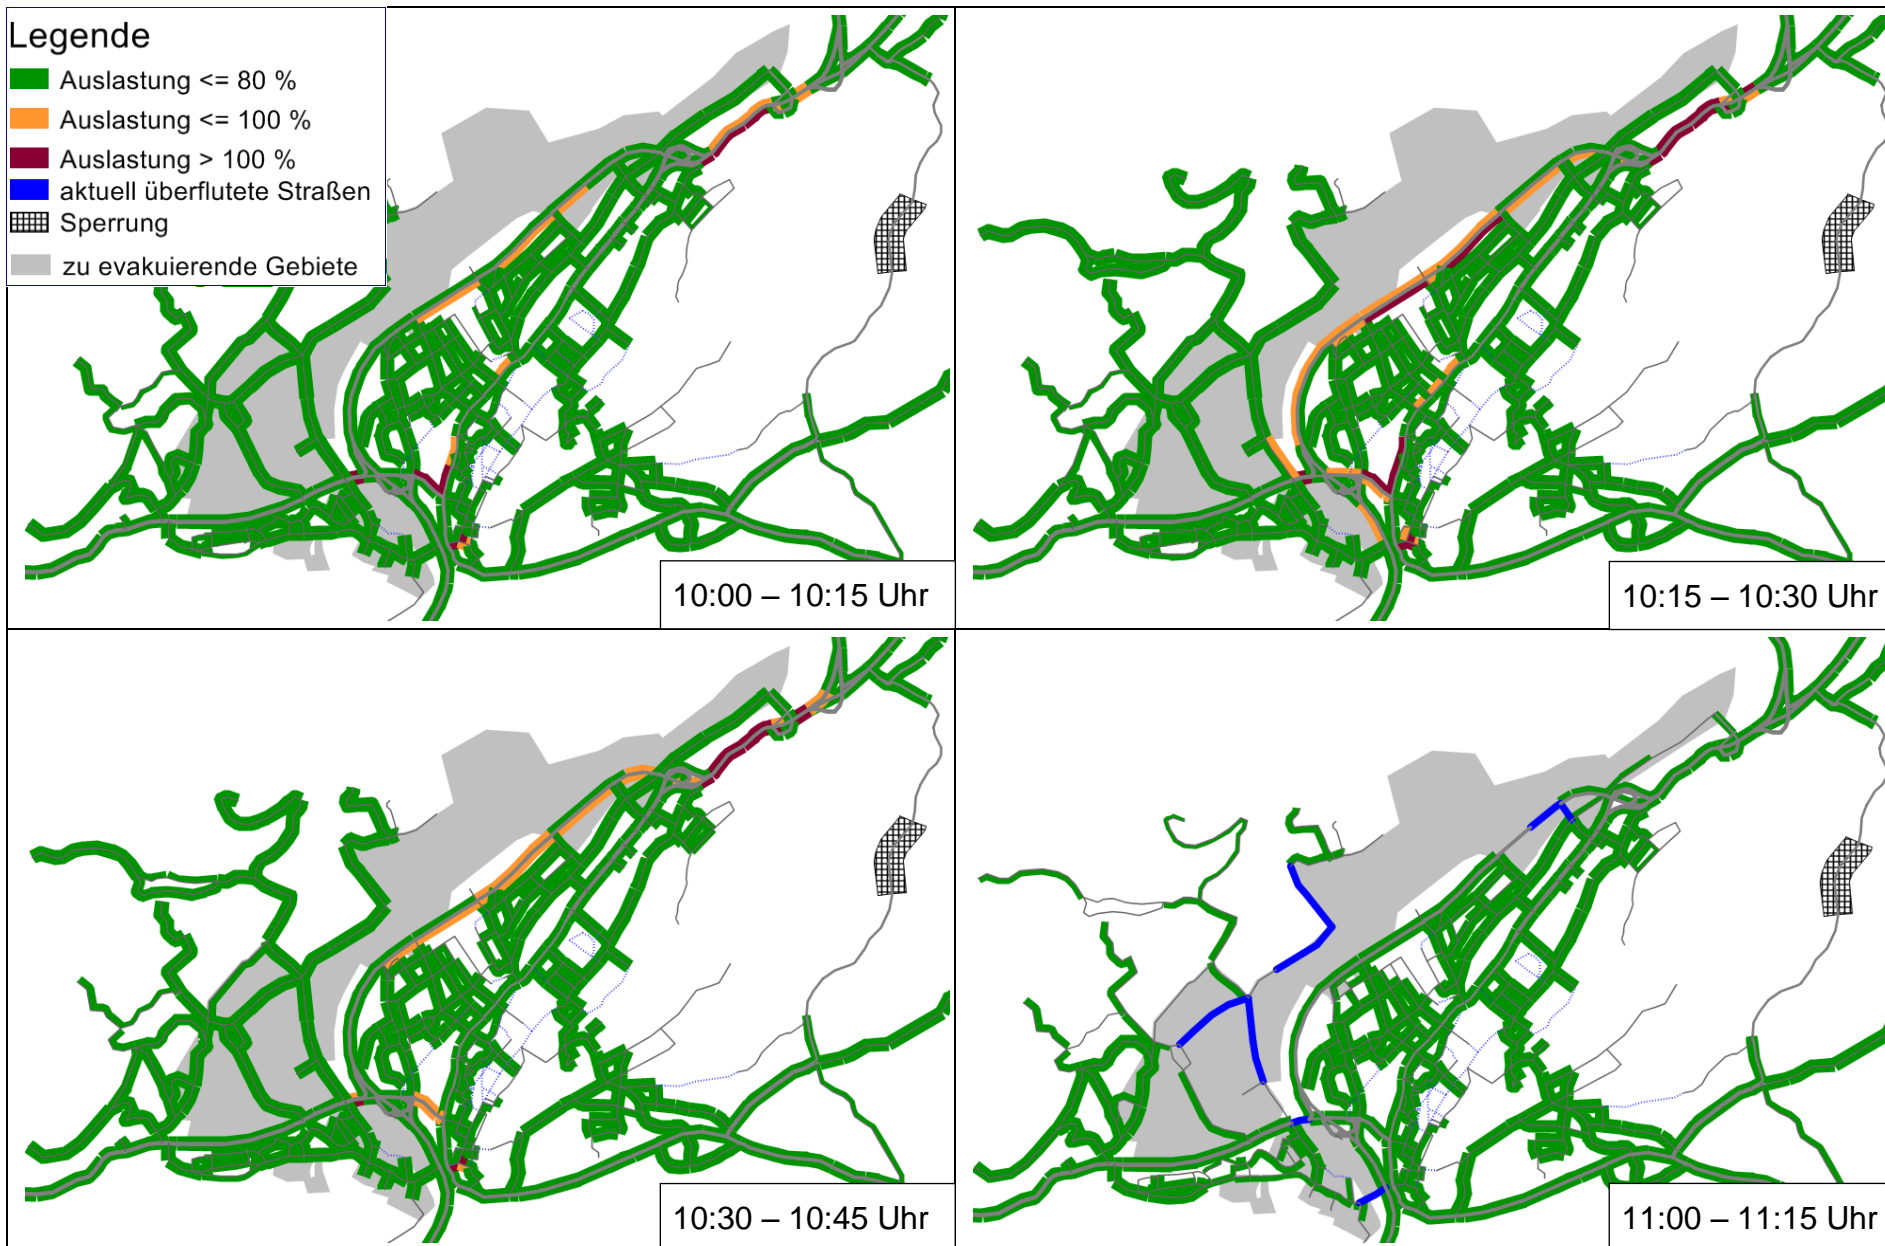 Legende
Auslastung <= 80 %
Auslastung <= 100 %
Auslastung > 100 %
aktuell überflutete Straßen
Sperrung
zu evakuierende Gebiete
10:00 – 10:15 Uhr
10:15 – 10:30 Uhr
10:30 – 10:45 Uhr
11:00 – 11:15 Uhr